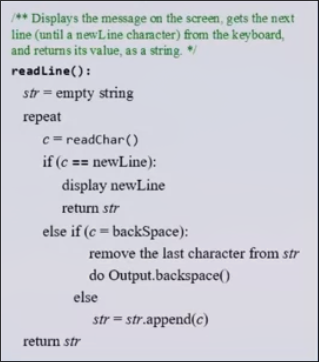 /** Displays the message on the screen, gets the next
line (until a newLine character) from the keyboard,
and returns its value, as a string. */
readLine():
str = empty string
repeat
c = readChar()
if (c == newLine):
display newLine
return str
else if (c = backSpace):
remove the last character from str
do Output.backspace()
else
str = str.append(c)
return str